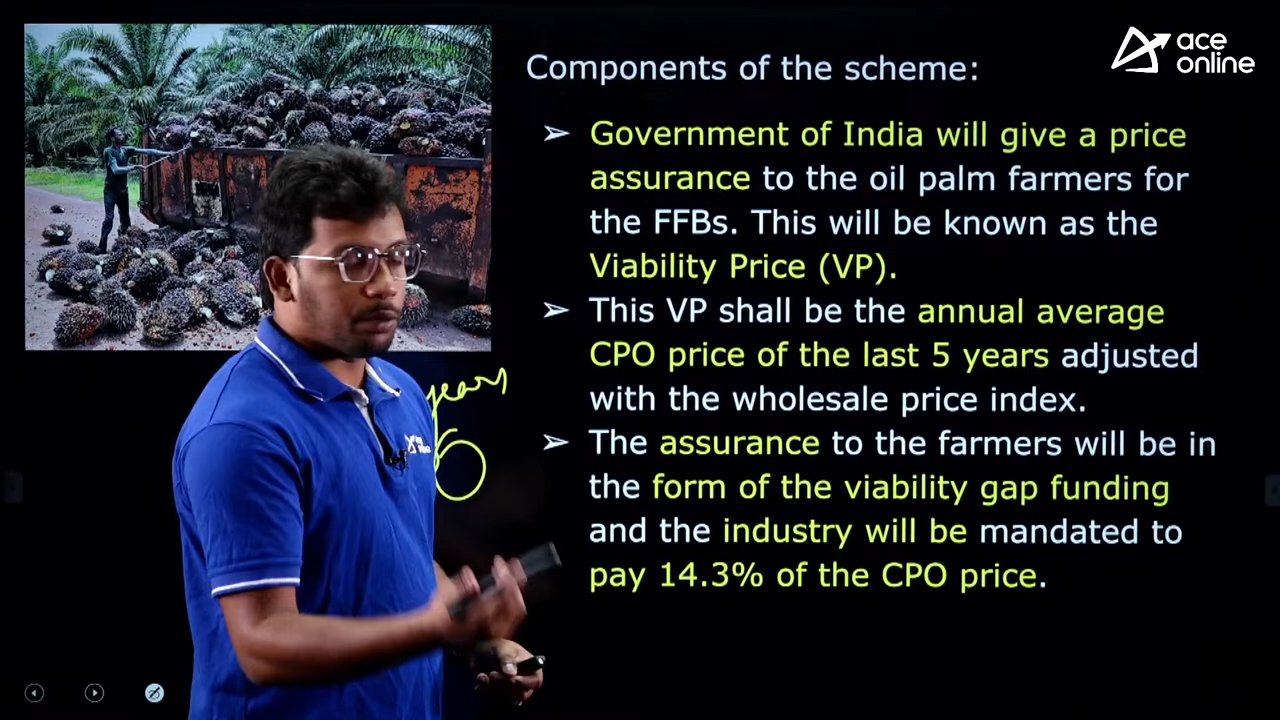 ace
online
Components of the scheme:
➢ Government of India will give a price
assurance to the oil palm farmers for
the FFBs. This will be known as the
Viability Price (VP).
➢ This VP shall be the annual average
CPO price of the last 5 years adjusted
with the wholesale price index.
➢ The assurance to the farmers will be in
the form of the viability gap funding
and the industry will be mandated to
pay 14.3% of the CPO price.
years